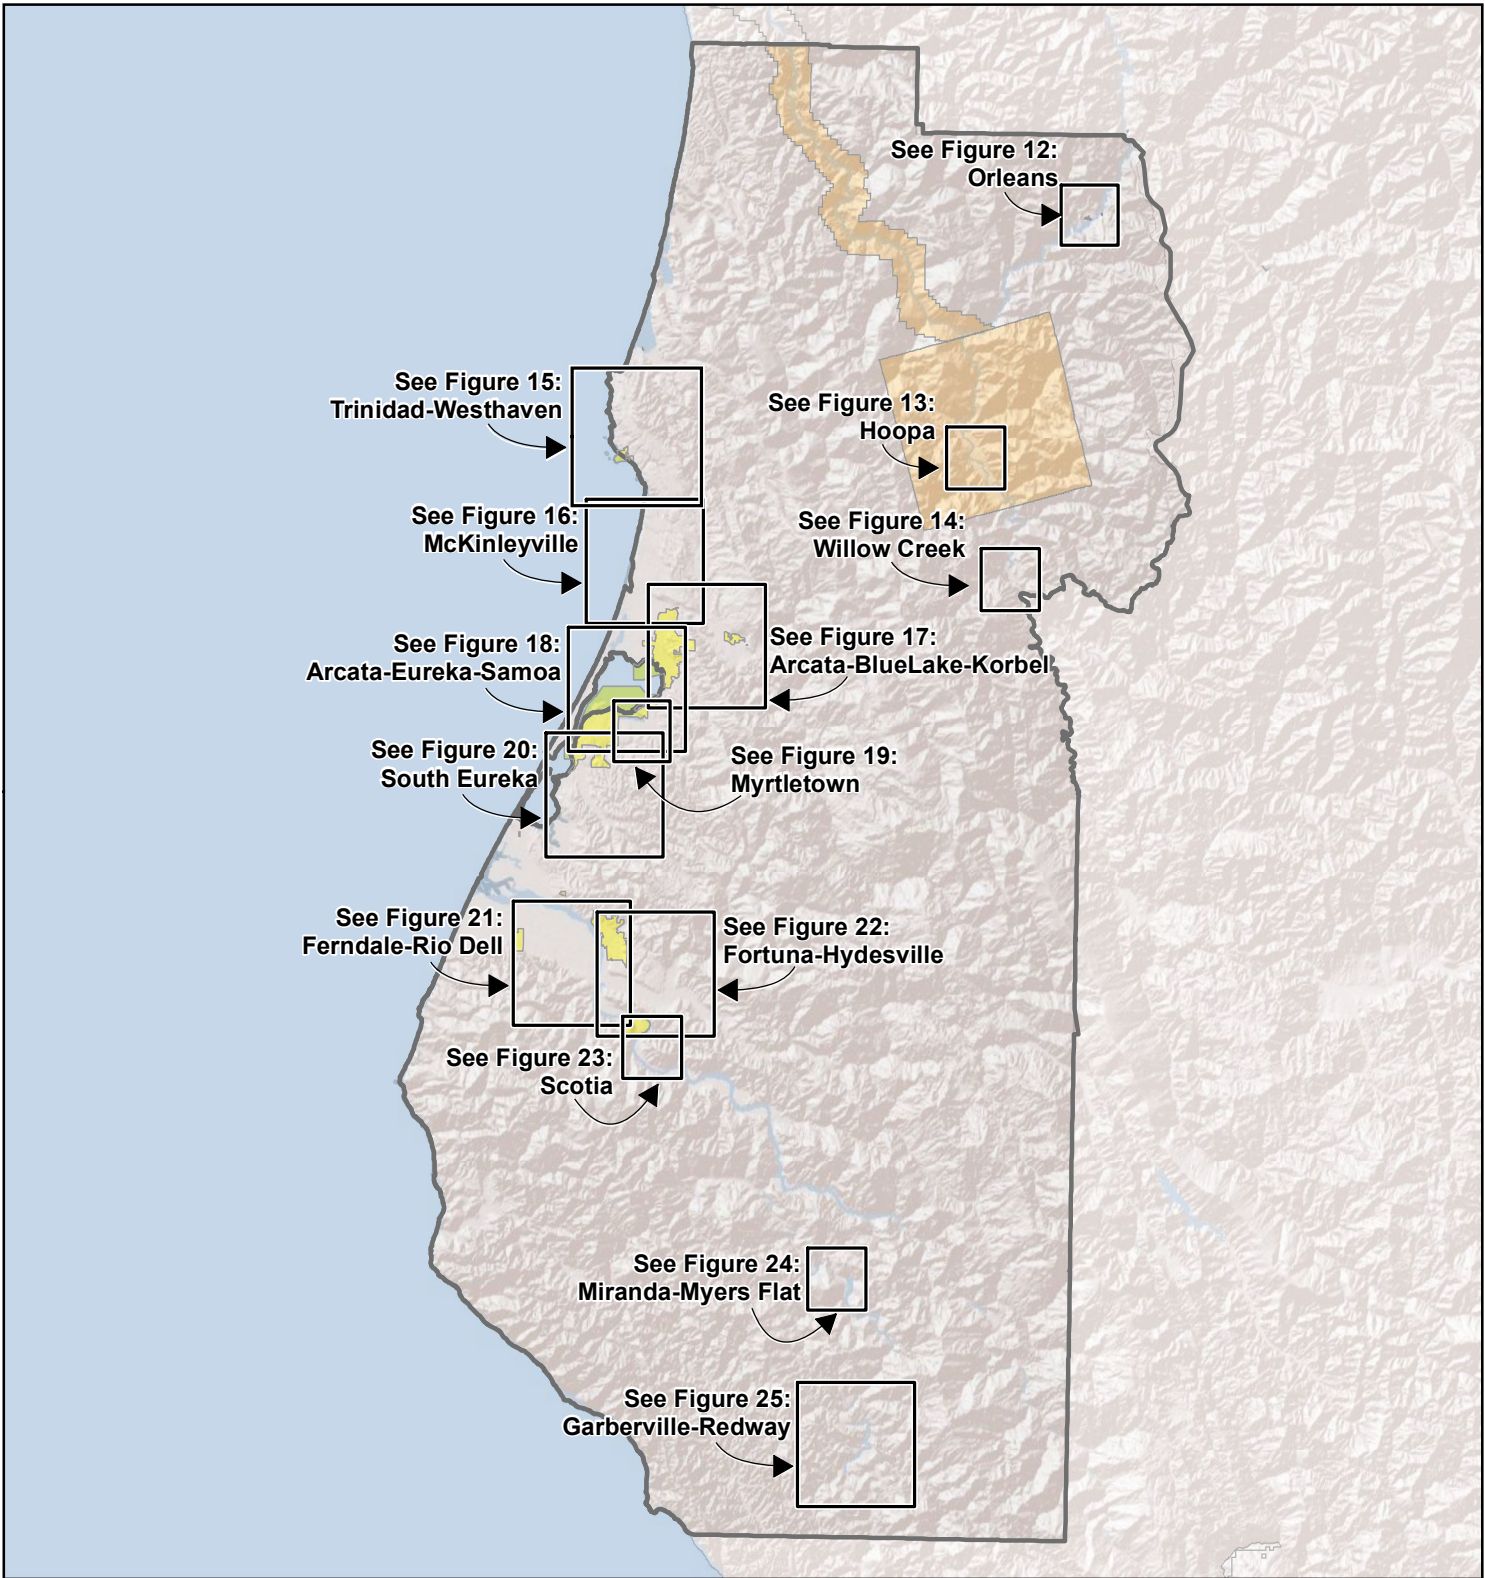 See Figure 12:
Orleans
See Figure 15:
Trinidad-Westhaven
See Figure 13:
Hoopa
See Figure 16:
McKinleyville
See Figure 14:
Willow Creek
See Figure 18:
Arcata-Eureka-Samoa
See Figure 17:
Arcata-BlueLake-Korbel
See Figure 20:
South Eureka
See Figure 19:
Myrtletown
See Figure 21:
Ferndale-Rio Dell
See Figure 22:
Fortuna-Hydesville
See Figure 23:
Scotia
See Figure 24:
Miranda-Myers Flat
See Figure 25:
Garberville-Redway